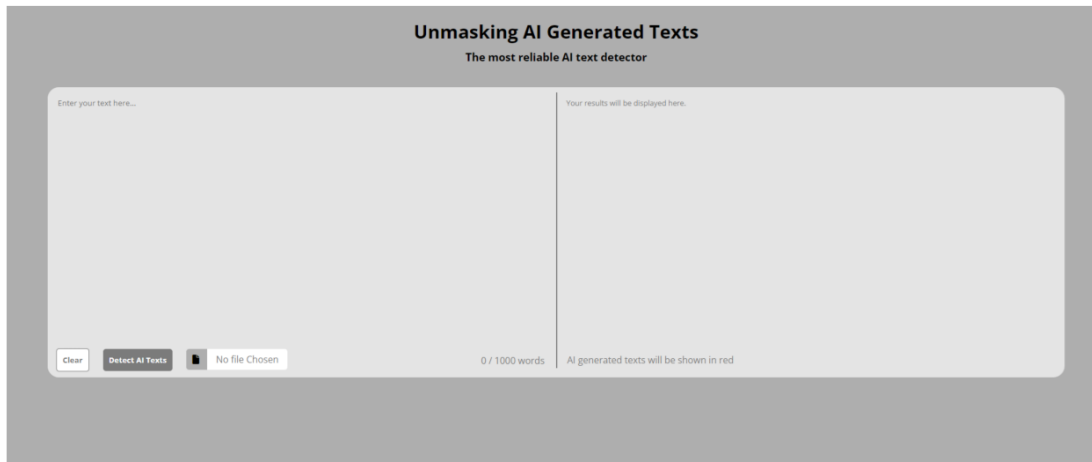 Unmasking AI Generated Texts
The most reliable AI text detector
Enter your text here...
Your results will be displayed here.
Clear
Detect AI Texts
No file Chosen
0 / 1000 words
AI generated texts will be shown in red